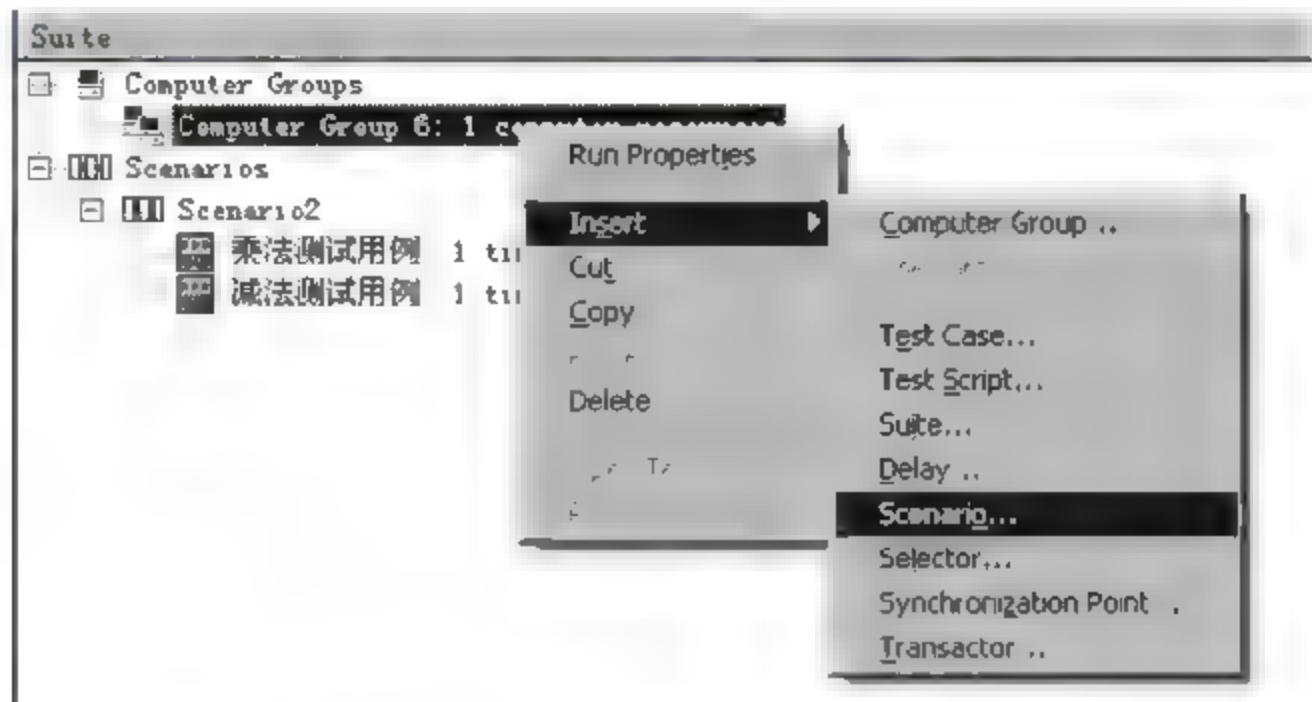 Suite
Computer Groups
Computer Group 6: 1
Scenarios
Scenario2
乘法测试用例 1
减法测试用例 1
Run Properties
Insert
Cut
Copy
Delete
Computer Group ..
Test Case...
Test Script...
Suite...
Delay ..
Scenario...
Selector...
Synchronization Point .
Transactor ..